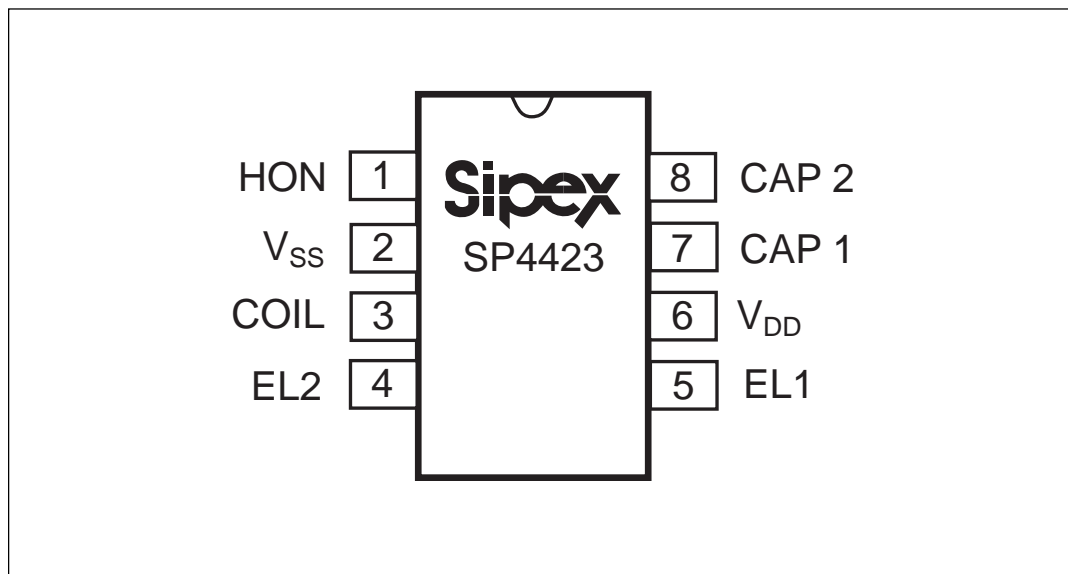 Sipex
SP4423
HON 1
VSS 2
COIL 3
EL2 4
8 CAP 2
7 CAP 1
6 VDD
5 EL1